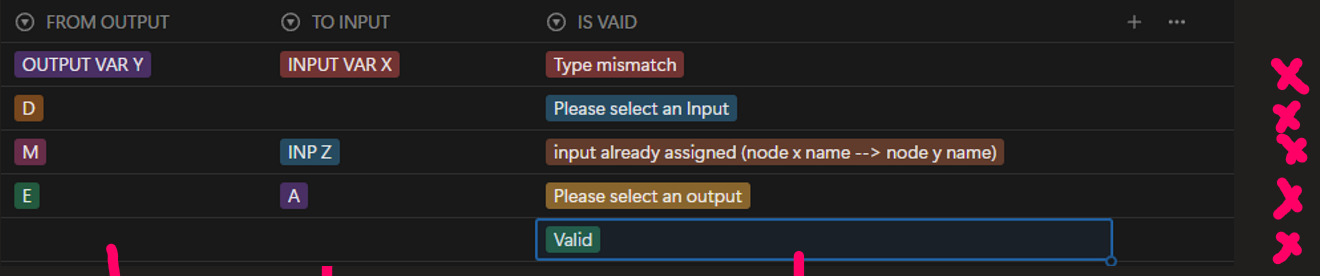 FROM OUTPUT TO INPUT IS VAID
OUTPUT VAR Y INPUT VAR X Type mismatch
D Please select an Input
M INP Z input already assigned (node x name --> node y name)
E A Please select an output
Valid